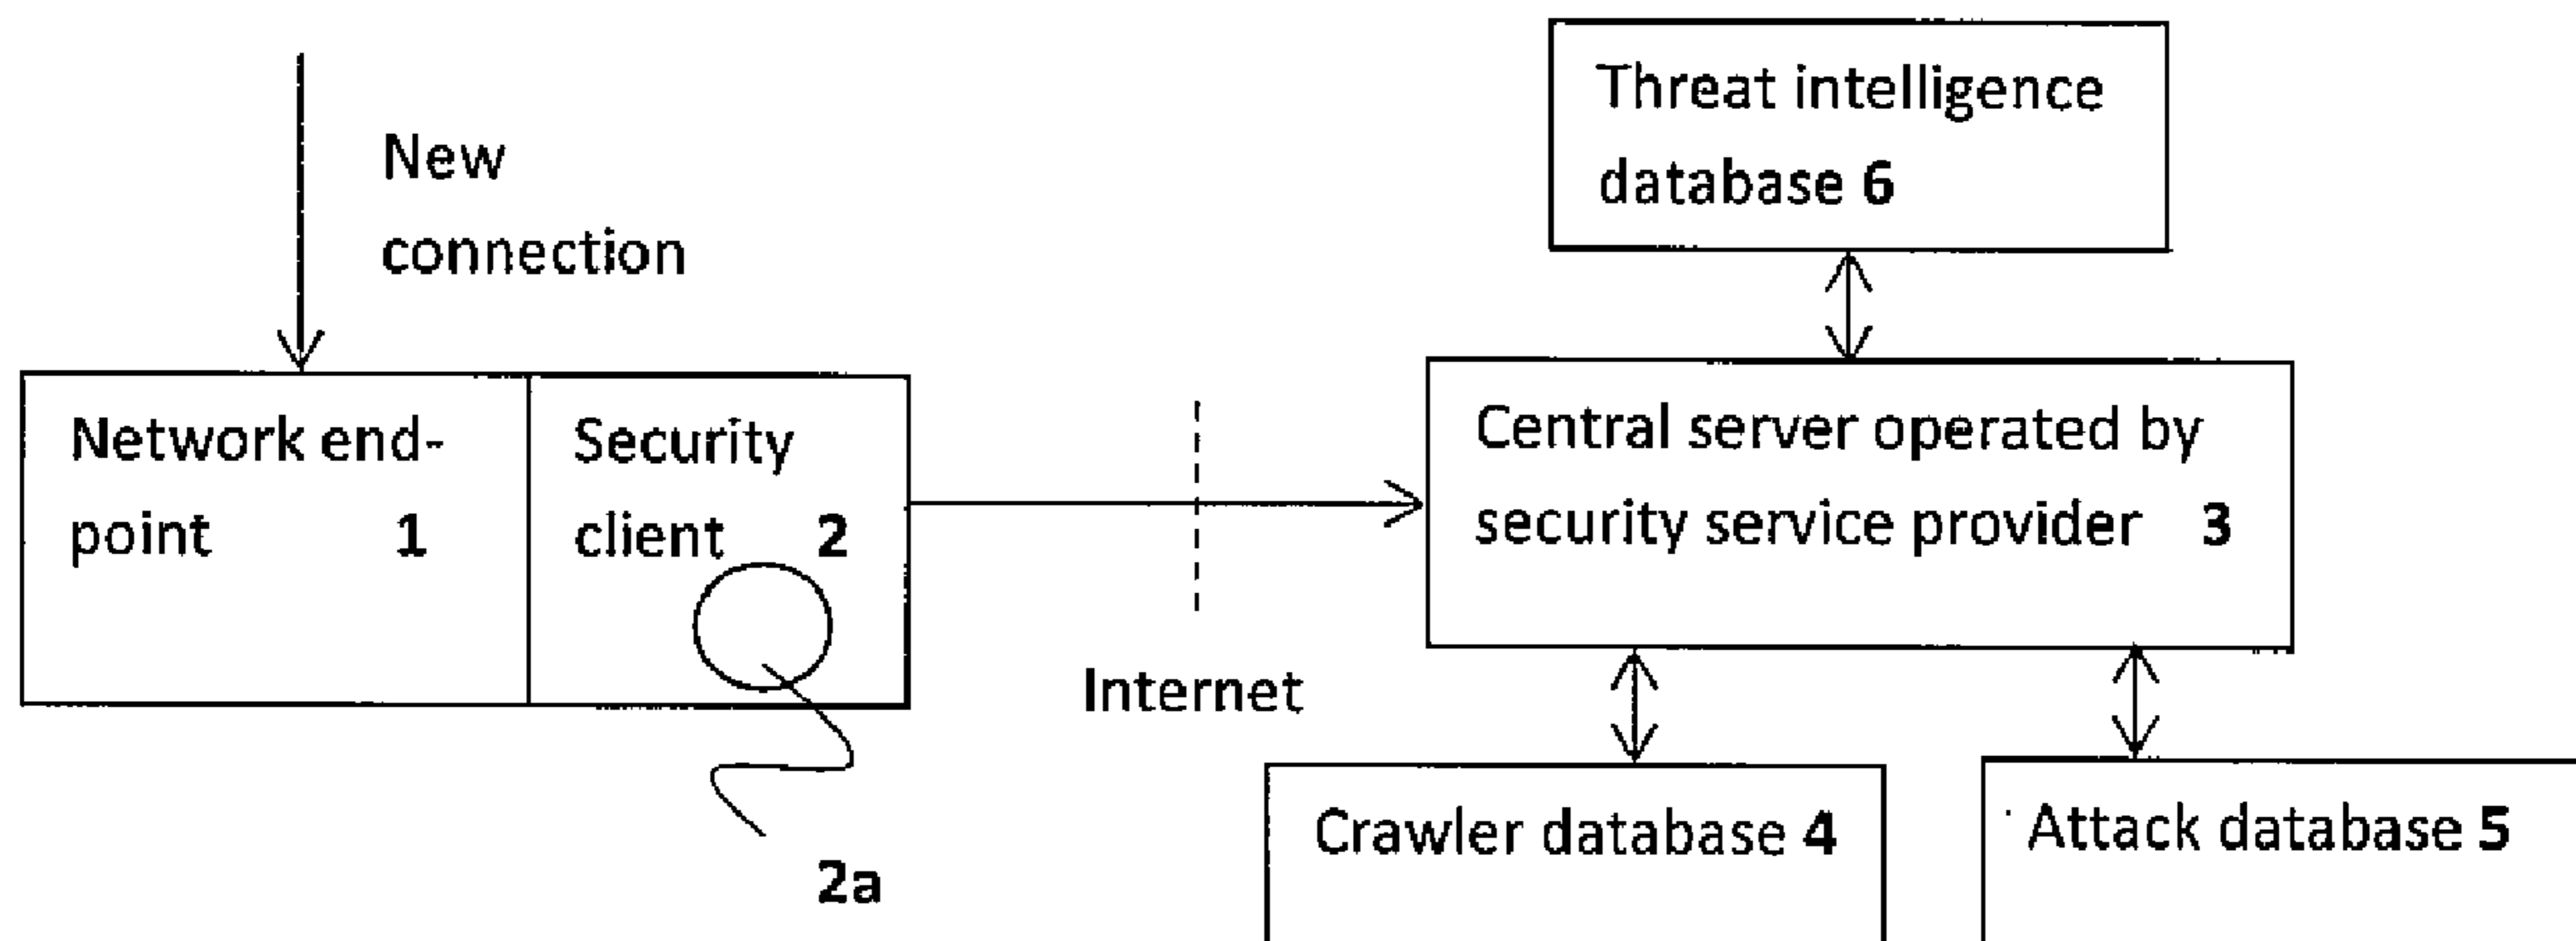 New
connection
Threat intelligence
database 6
Network end-
point 1
Security
client 2
Central server operated by
security service provider 3
Internet
Crawler database 4
Attack database 5
2a